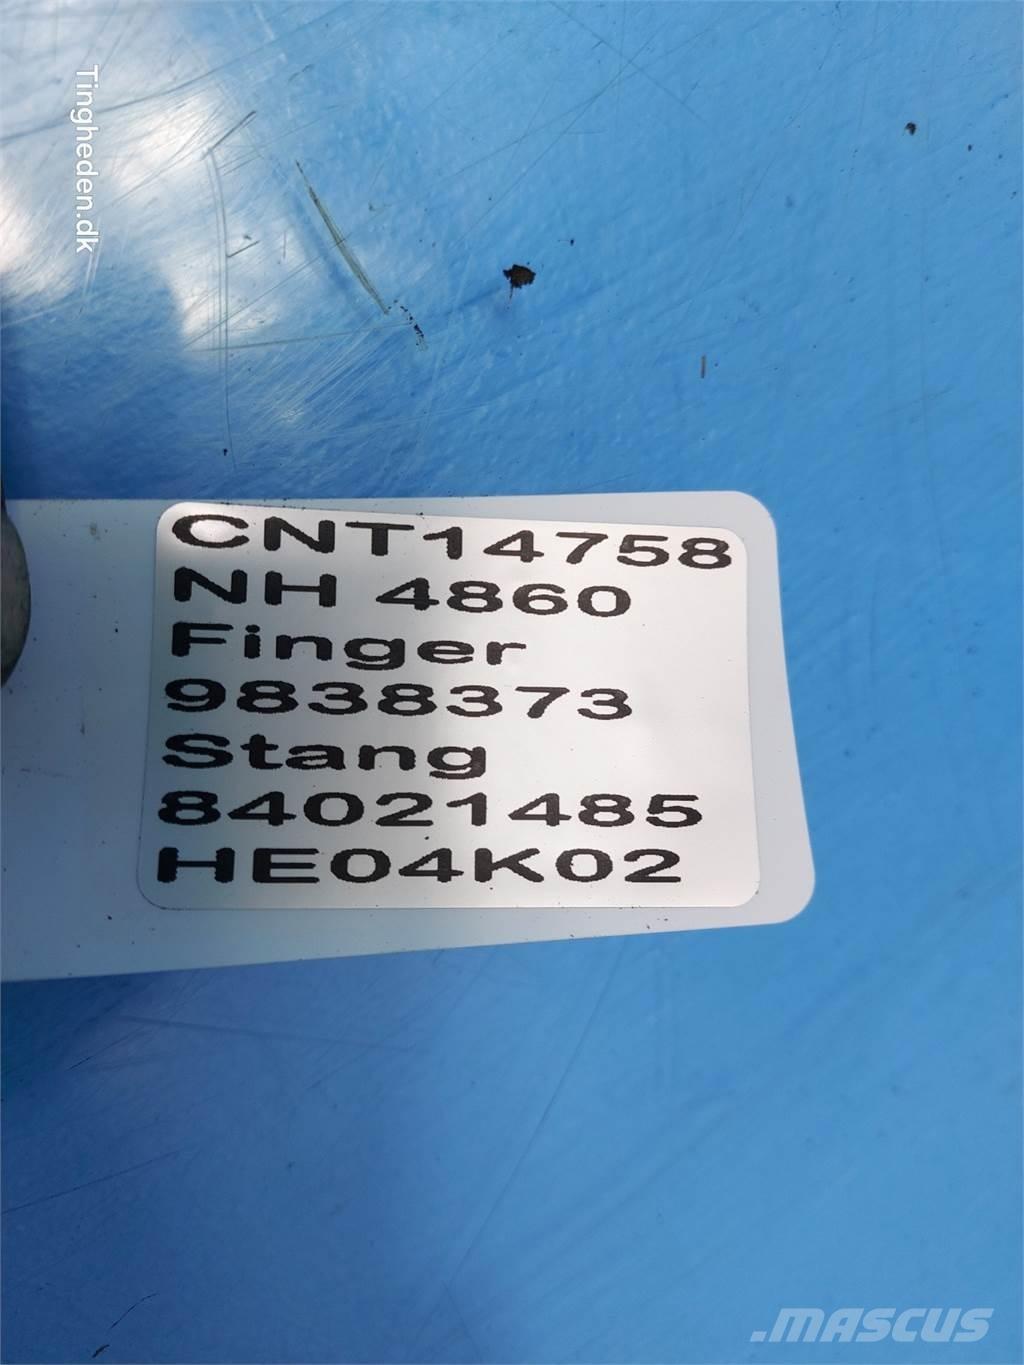 Tingheden.dk
CNT14758
NH 4860
Finger
9838373
Stang
84021485
HE04K02
.MASCUS